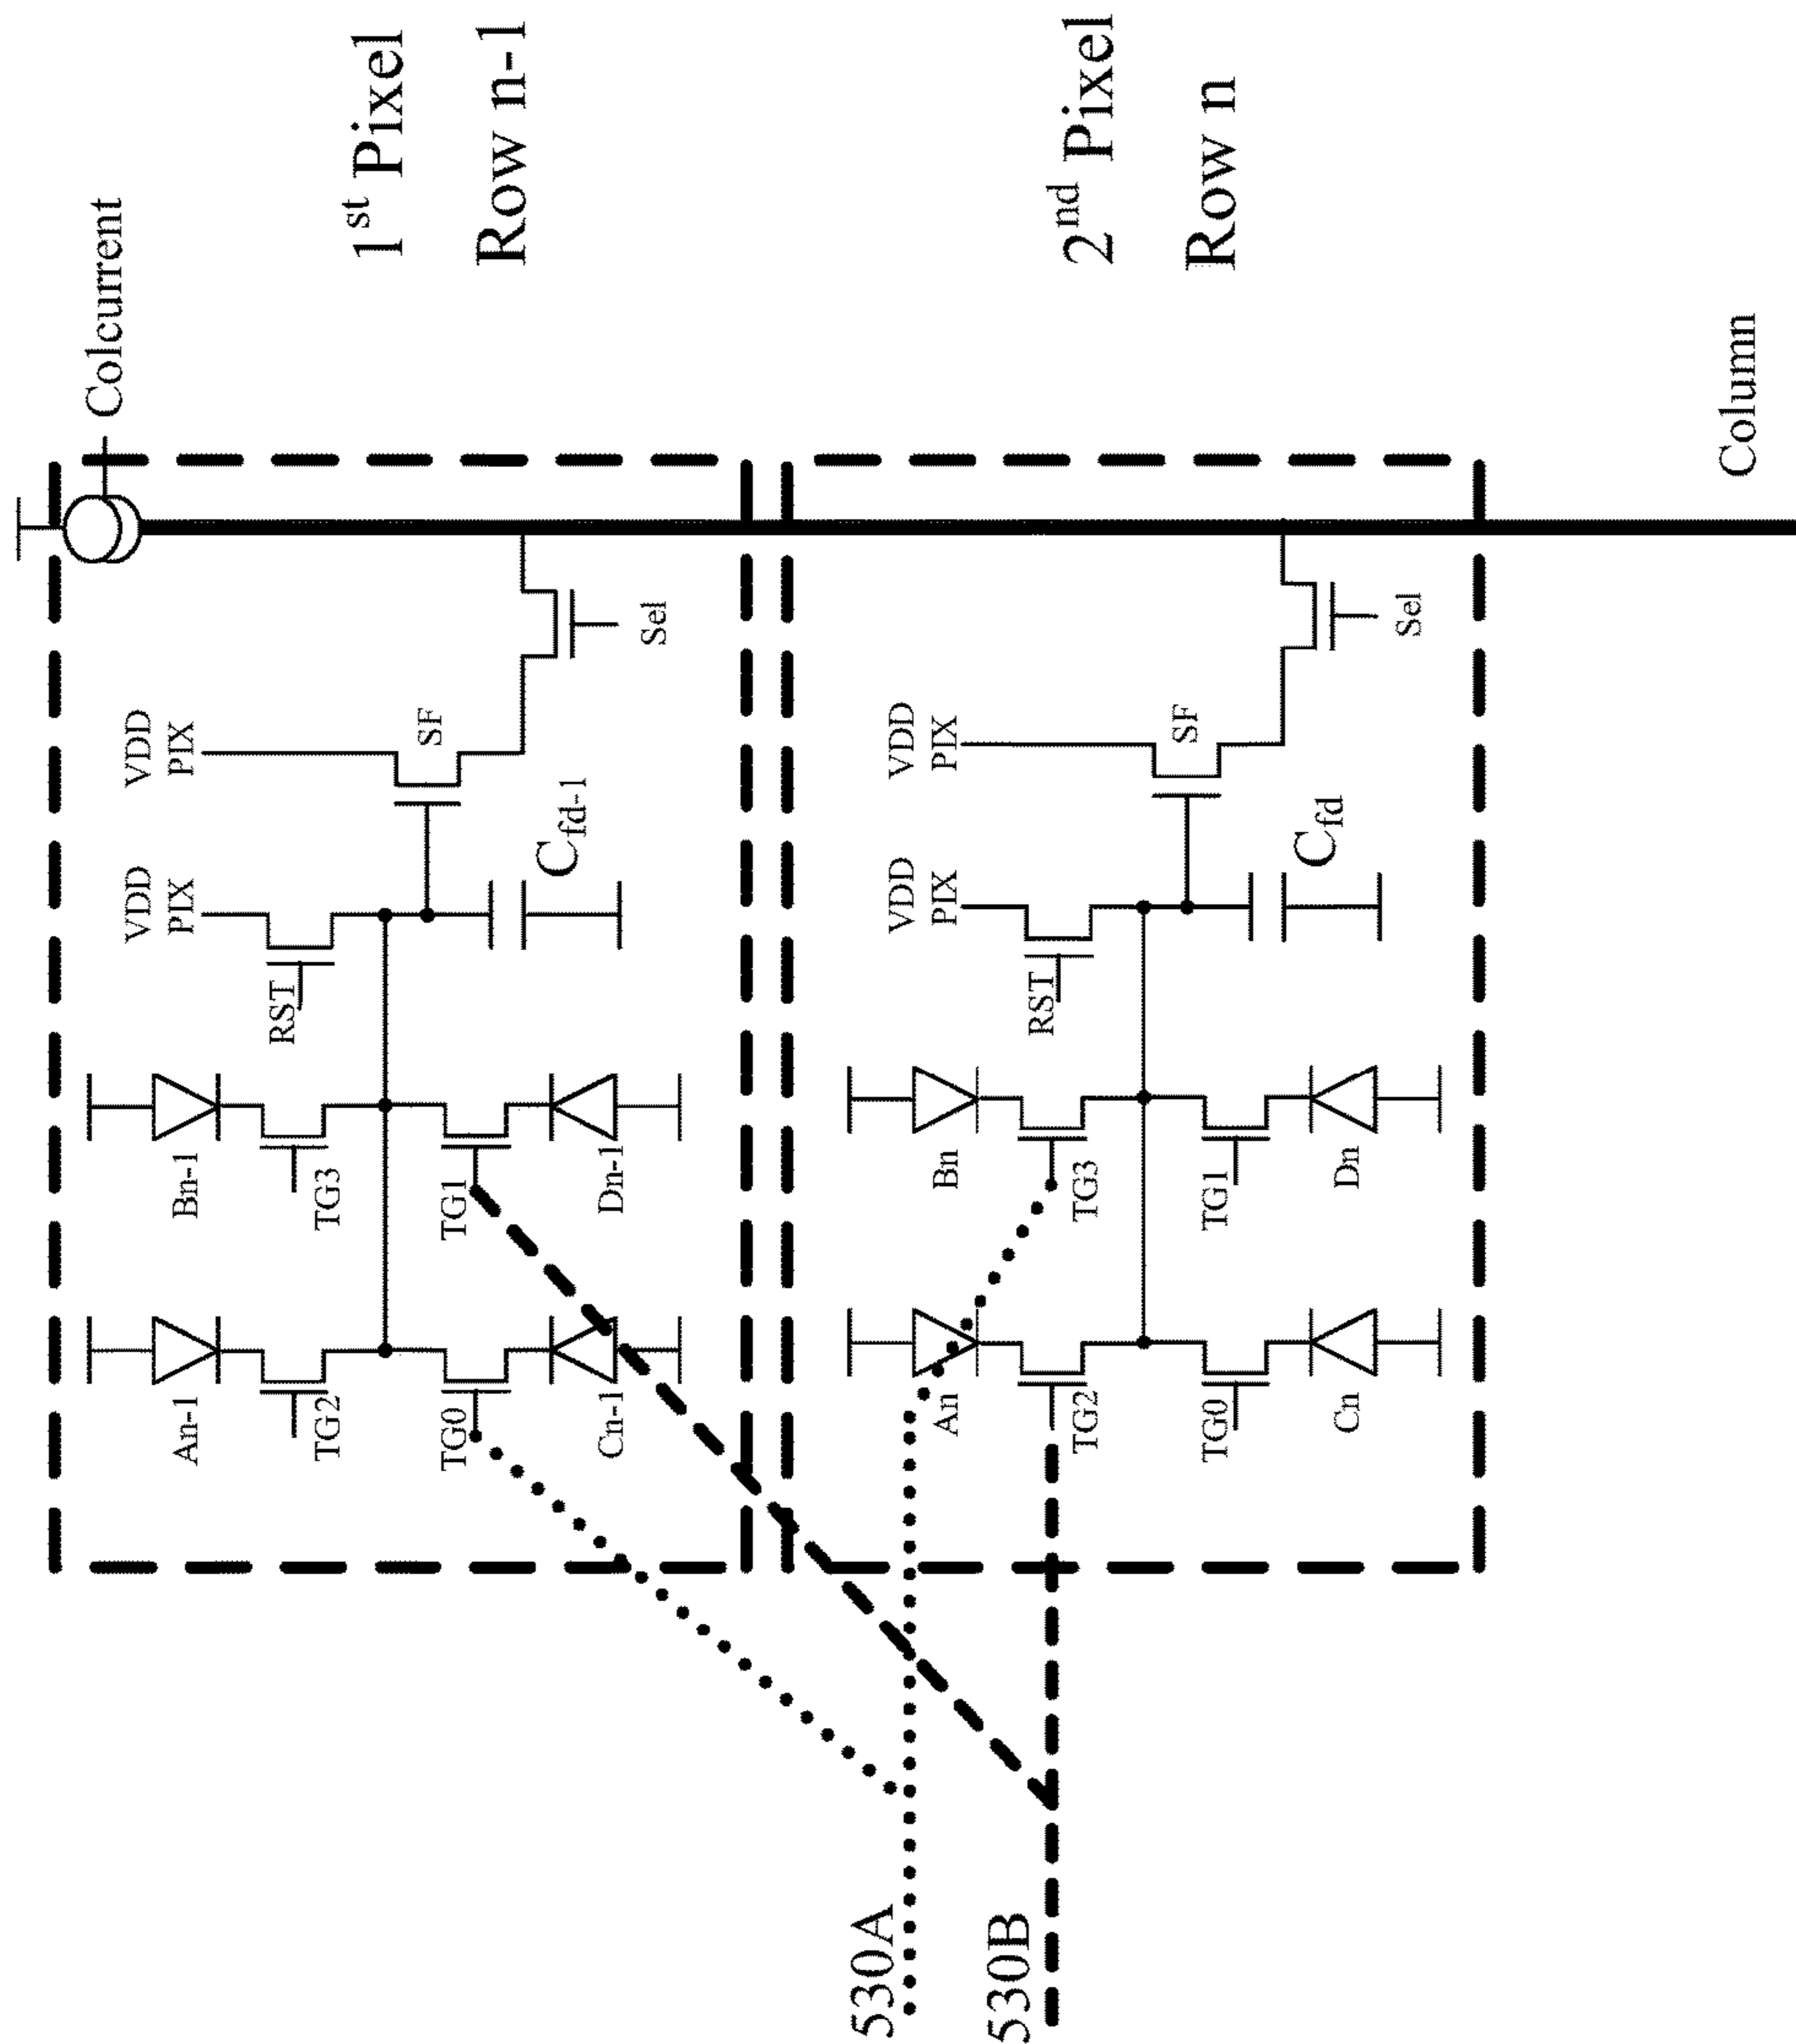 Colcurrent
1st Pixel
Row n-1
VDD
PIX
VDD
PIX
SF
Sel
RST
Cfd-1
Bn-1
TG3
TG1
Dn-1
An-1
TG2
TG0
Cn-1
2nd Pixel
Row n
VDD
PIX
VDD
PIX
SF
Sel
RST
Cfd
Bn
TG3
TG1
Dn
An
TG2
TG0
Cn
530A
530B
Column